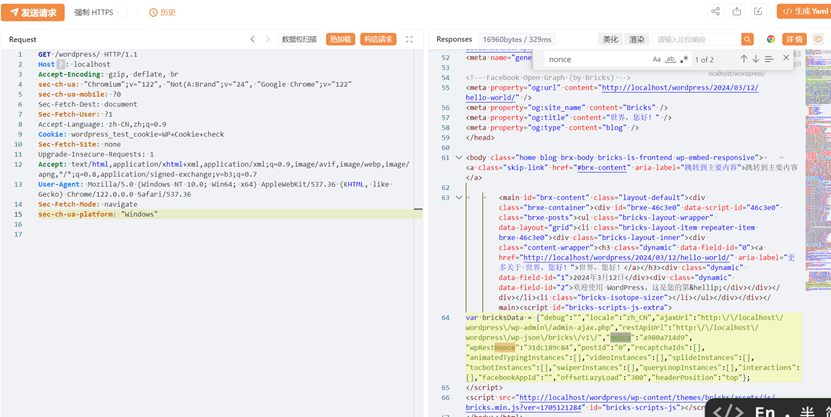 发送请求 强制 HTTPS 历史
生成 Yaml
Request 数据包扫描 热加载 构造请求
1 GET /wordpress/ HTTP/1.1
2 Host ? : localhost
3 Accept-Encoding: gzip, deflate, br
4 sec-ch-ua: "Chromium";v="122", "Not(A:Brand";v="24", "Google Chrome";v="122"
5 sec-ch-ua-mobile: ?0
6 Sec-Fetch-Dest: document
7 Sec-Fetch-User: ?1
8 Accept-Language: zh-CN,zh;q=0.9
9 Cookie: wordpress_test_cookie=WP+Cookie+check
10 Sec-Fetch-Site: none
11 Upgrade-Insecure-Requests: 1
12 Accept: text/html,application/xhtml+xml,application/xml;q=0.9,image/avif,image/webp,image/
apng,*/*;q=0.8,application/signed-exchange;v=b3;q=0.7
13 User-Agent: Mozilla/5.0 (Windows NT 10.0; Win64; x64) AppleWebKit/537.36 (KHTML, like
Gecko) Chrome/122.0.0.0 Safari/537.36
14 Sec-Fetch-Mode: navigate
15 sec-ch-ua-platform: "Windows"
16
17
Responses 16960bytes / 329ms 美化 渲染 请输入定位响应 详情
nonce Aa ab 1 of 2
52 <meta name="gene
localhost/wordpress/
53
54 <!-- Facebook Open Graph (by Bricks) -->
55 <meta property="og:url" content="http://localhost/wordpress/2024/03/12/
hello-world/" />
56 <meta property="og:site_name" content="Bricks" />
57 <meta property="og:title" content="世界，您好！" />
58 <meta property="og:type" content="blog" />
59 </head>
60
61 <body class="home blog brx-body bricks-is-frontend wp-embed-responsive">
<a class="skip-link" href="#brx-content" aria-label="跳转到主要内容">跳转到主要内容
</a>
62
63 <main id="brx-content" class="layout-default"><div
class="brxe-container"><div id="brxe-46c3e0" data-script-id="46c3e0"
class="brxe-posts"><ul class="bricks-layout-wrapper"
data-layout="grid"><li class="bricks-layout-item repeater-item
brxe-46c3e0"><div class="bricks-layout-inner"><div
class="content-wrapper"><h3 class="dynamic" data-field-id="0"><a
href="http://localhost/wordpress/2024/03/12/hello-world/" aria-label="更
多关于 世界，您好！">世界，您好！</a></h3><div class="dynamic"
data-field-id="1">2024年3月12日</div><div class="dynamic"
data-field-id="2">欢迎使用 WordPress。这是您的第&hellip;</div></div></
div></li><li class="bricks-isotope-sizer"></li></ul></div></div></
main><script id="bricks-scripts-js-extra">
64 var bricksData = {"debug":"","locale":"zh_CN","ajaxUrl":"http:\/\/localhost\/
wordpress\/wp-admin\/admin-ajax.php","restApiUrl":"http:\/\/localhost\/
wordpress\/wp-json\/bricks\/v1\/","nonce":"a980a714d9",
"wpRestNonce":"31dc189c84","postId":"0","recaptchaIds":[],
"animatedTypingInstances":[],"videoInstances":[],"splideInstances":[],
"tocbotInstances":[],"swiperInstances":[],"queryLoopInstances":[],"interactions":
[],"facebookAppId":"","offsetLazyLoad":"300","headerPosition":"top"};
65 </script>
66 <script src="http://localhost/wordpress/wp-content/themes/bricks/assets/js/
bricks.min.js?ver=1705121284" id="bricks-scripts-js"></scri
</> En , 半